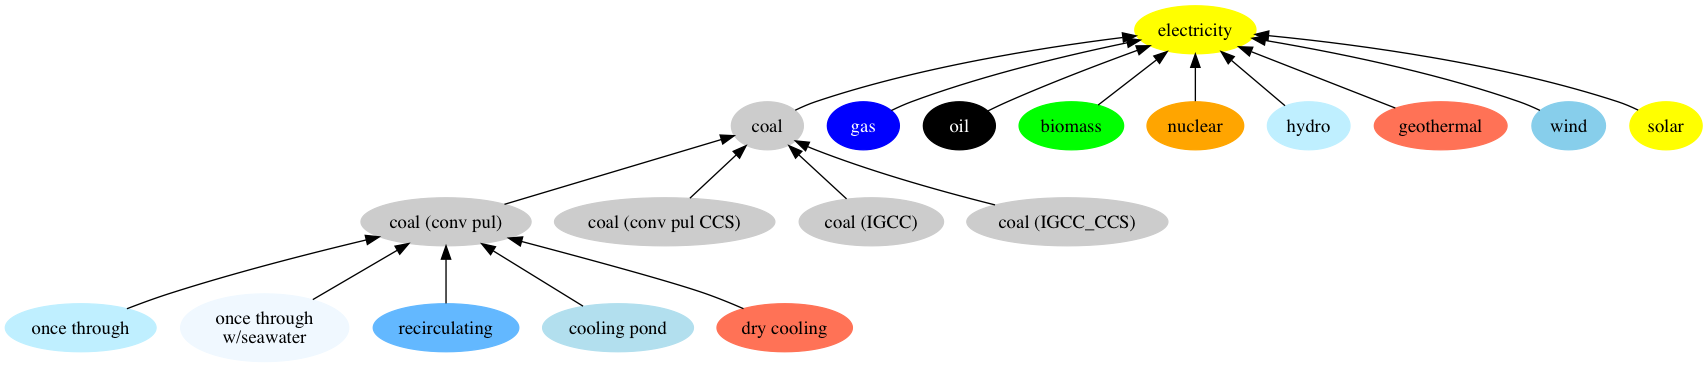 electricity
coal
gas
oil
biomass
nuclear
hydro
geothermal
wind
solar
coal (conv pul)
coal (conv pul CCS)
coal (IGCC)
coal (IGCC_CCS)
once through
once through
w/seawater
recirculating
cooling pond
dry cooling